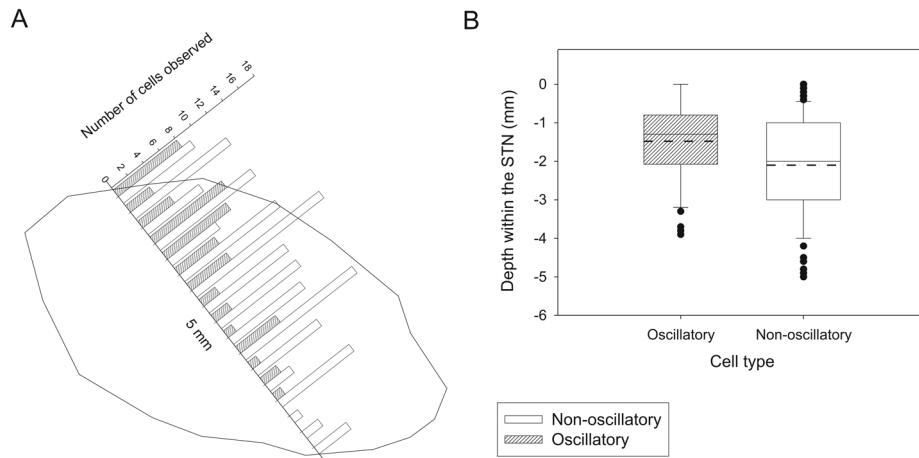 A
Number of cells observed
0
2
4
6
8
10
12
14
16
18
5 mm
B
Depth within the STN (mm)
0
-1
-2
-3
-4
-5
-6
Oscillatory
Non-oscillatory
Cell type
Non-oscillatory
Oscillatory